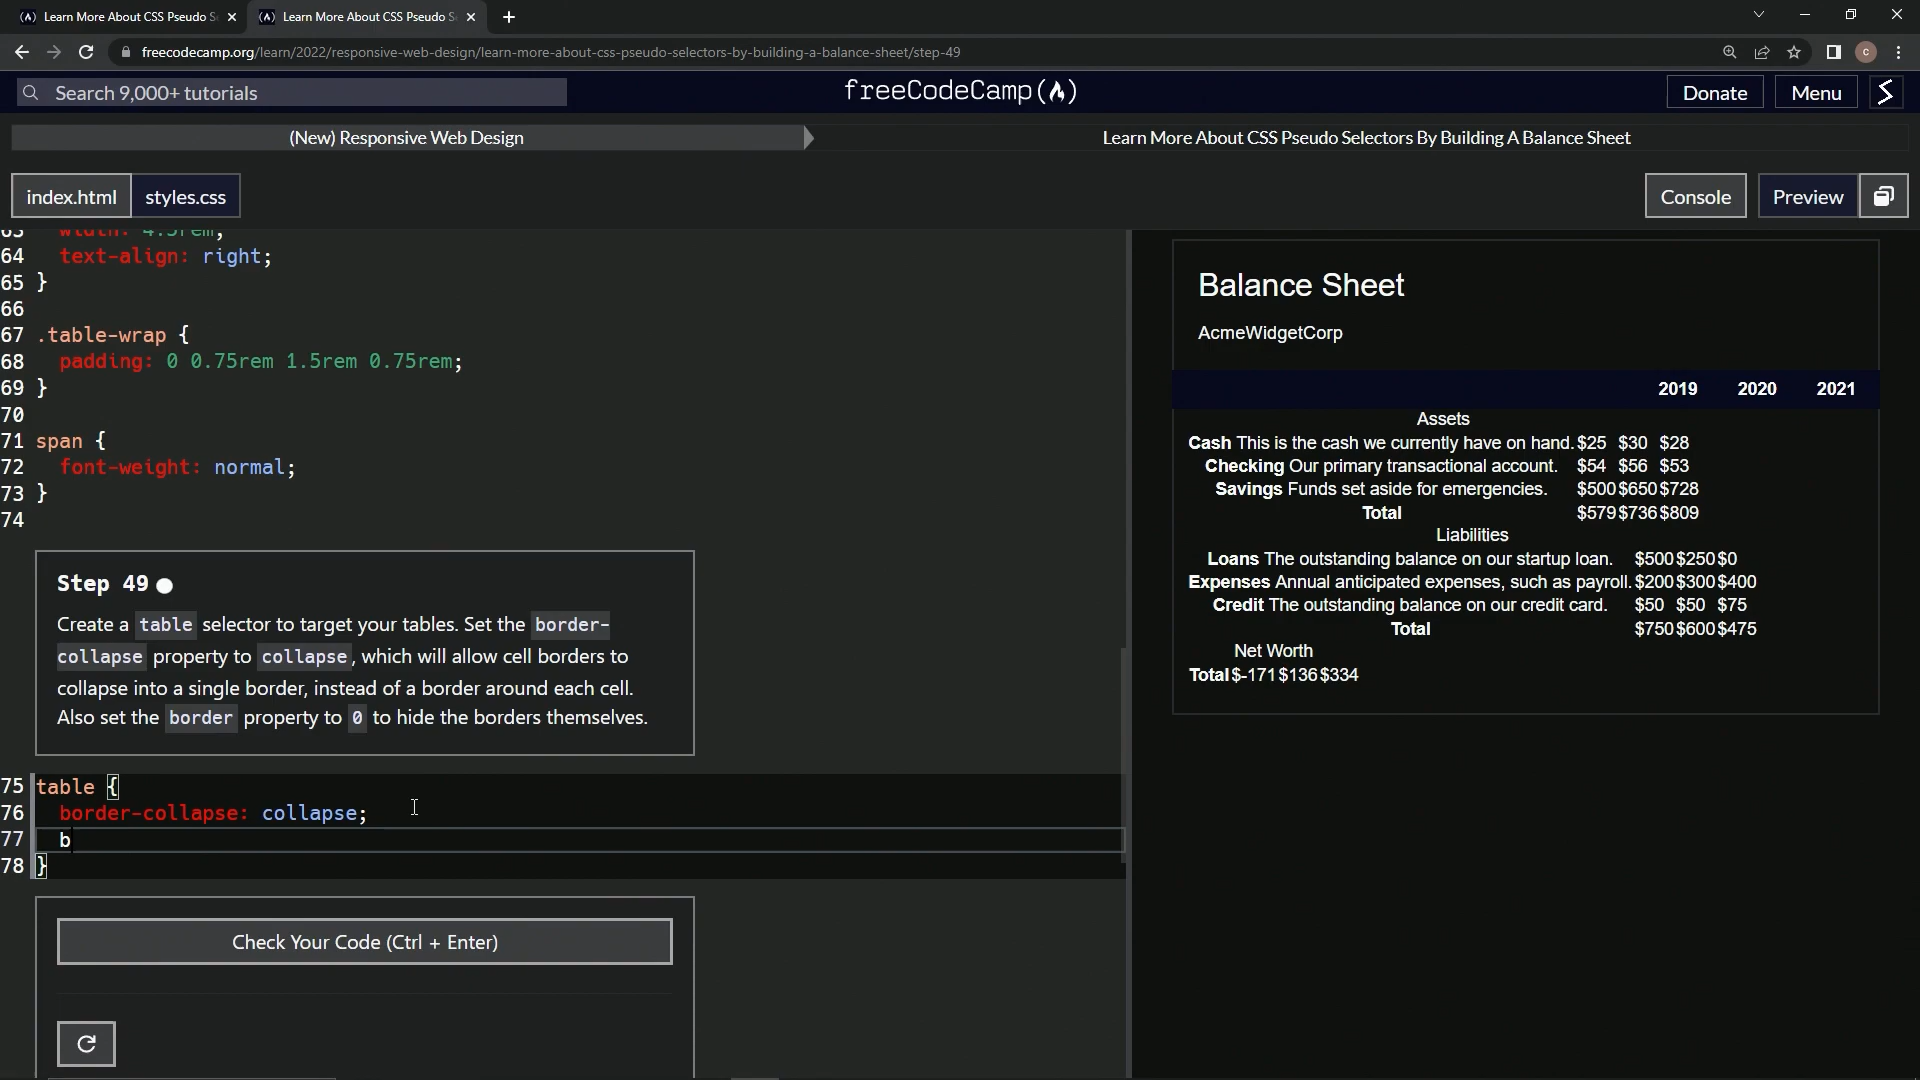 Learn More About CSS Pseudo S
Learn More About CSS Pseudo S
freecodecamp.org/learn/2022/responsive-web-design/learn-more-about-css-pseudo-selectors-by-building-a-balance-sheet/step-49
c
Search 9,000+ tutorials
freeCodeCamp
Donate
Menu
(New) Responsive Web Design
Learn More About CSS Pseudo Selectors By Building A Balance Sheet
index.html
styles.css
Console
Preview
63 width: 4.5rem;
64 text-align: right;
65 }
66
67 .table-wrap {
68 padding: 0 0.75rem 1.5rem 0.75rem;
69 }
70
71 span {
72 font-weight: normal;
73 }
74
Step 49
Create a table selector to target your tables. Set the border-
collapse property to collapse, which will allow cell borders to
collapse into a single border, instead of a border around each cell.
Also set the border property to 0 to hide the borders themselves.
75 table {
76 border-collapse: collapse;
77 b
78 }
Check Your Code (Ctrl + Enter)
Balance Sheet
AcmeWidgetCorp
2019 2020 2021
Assets
Cash This is the cash we currently have on hand. $25 $30 $28
Checking Our primary transactional account. $54 $56 $53
Savings Funds set aside for emergencies. $500 $650 $728
Total $579 $736 $809
Liabilities
Loans The outstanding balance on our startup loan. $500 $250 $0
Expenses Annual anticipated expenses, such as payroll. $200 $300 $400
Credit The outstanding balance on our credit card. $50 $50 $75
Total $750 $600 $475
Net Worth
Total $-171 $136 $334